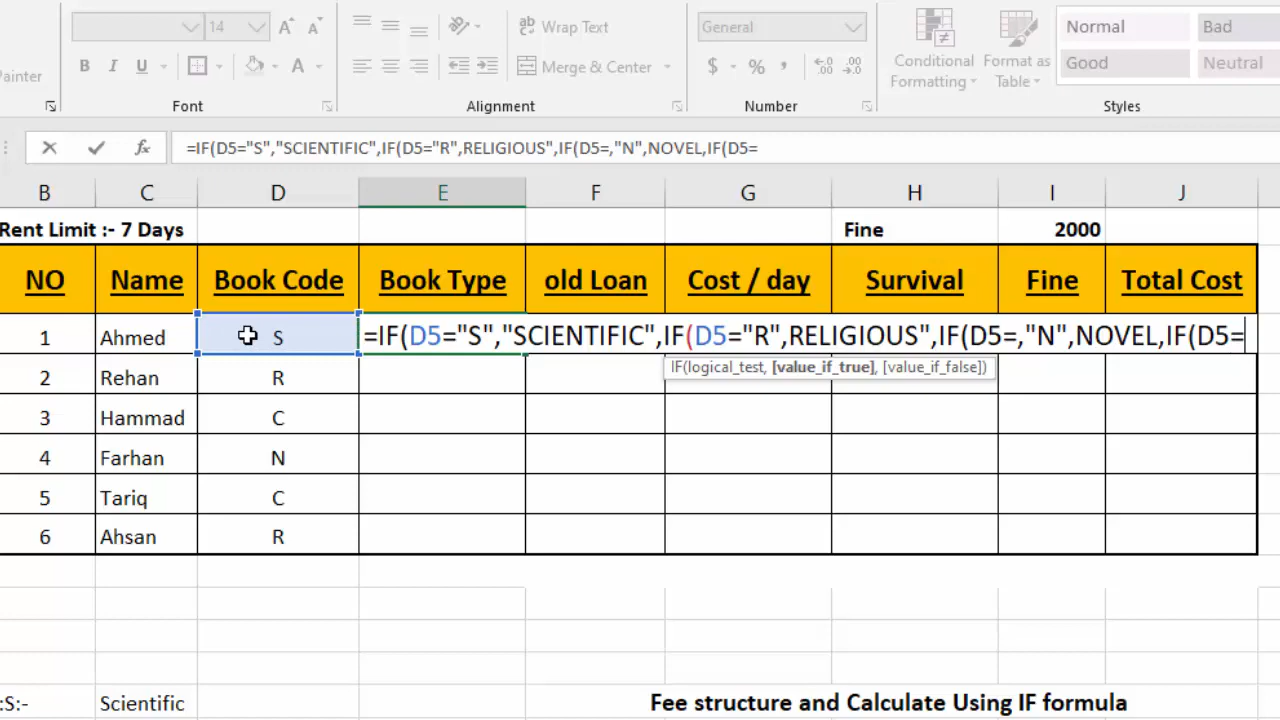 14 A A Wrap Text General Normal Bad
Painter B I U A Merge & Center $ % , Conditional Formatting Format as Table Good Neutral
Font Alignment Number Styles
fx =IF(D5="S","SCIENTIFIC",IF(D5="R",RELIGIOUS",IF(D5=,"N",NOVEL,IF(D5=
B C D E F G H I J
Rent Limit :- 7 Days Fine 2000
NO Name Book Code Book Type old Loan Cost / day Survival Fine Total Cost
1 Ahmed S =IF(D5="S","SCIENTIFIC",IF(D5="R",RELIGIOUS",IF(D5=,"N",NOVEL,IF(D5=
IF(logical_test, [value_if_true], [value_if_false])
2 Rehan R
3 Hammad C
4 Farhan N
5 Tariq C
6 Ahsan R
:S:- Scientific Fee structure and Calculate Using IF formula